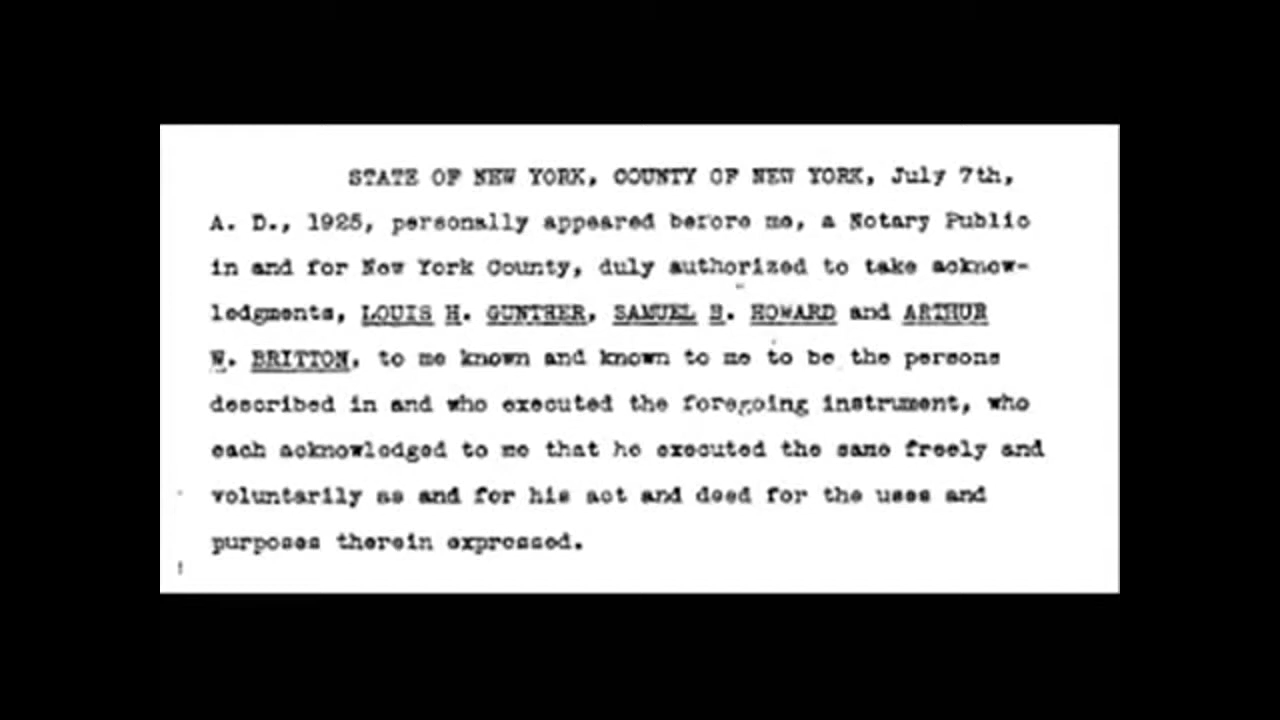 STATE OF NEW YORK, COUNTY OF NEW YORK, July 7th,
A. D., 1925, personally appeared before me, a Notary Public
in and for New York County, duly authorized to take acknow-
ledgments, LOUIS H. GUNTHER, SAMUEL B. HOWARD and ARTHUR
W. BRITTON, to me known and known to me to be the persons
described in and who executed the foregoing instrument, who
each acknowledged to me that he executed the same freely and
voluntarily as and for his act and deed for the uses and
purposes therein expressed.